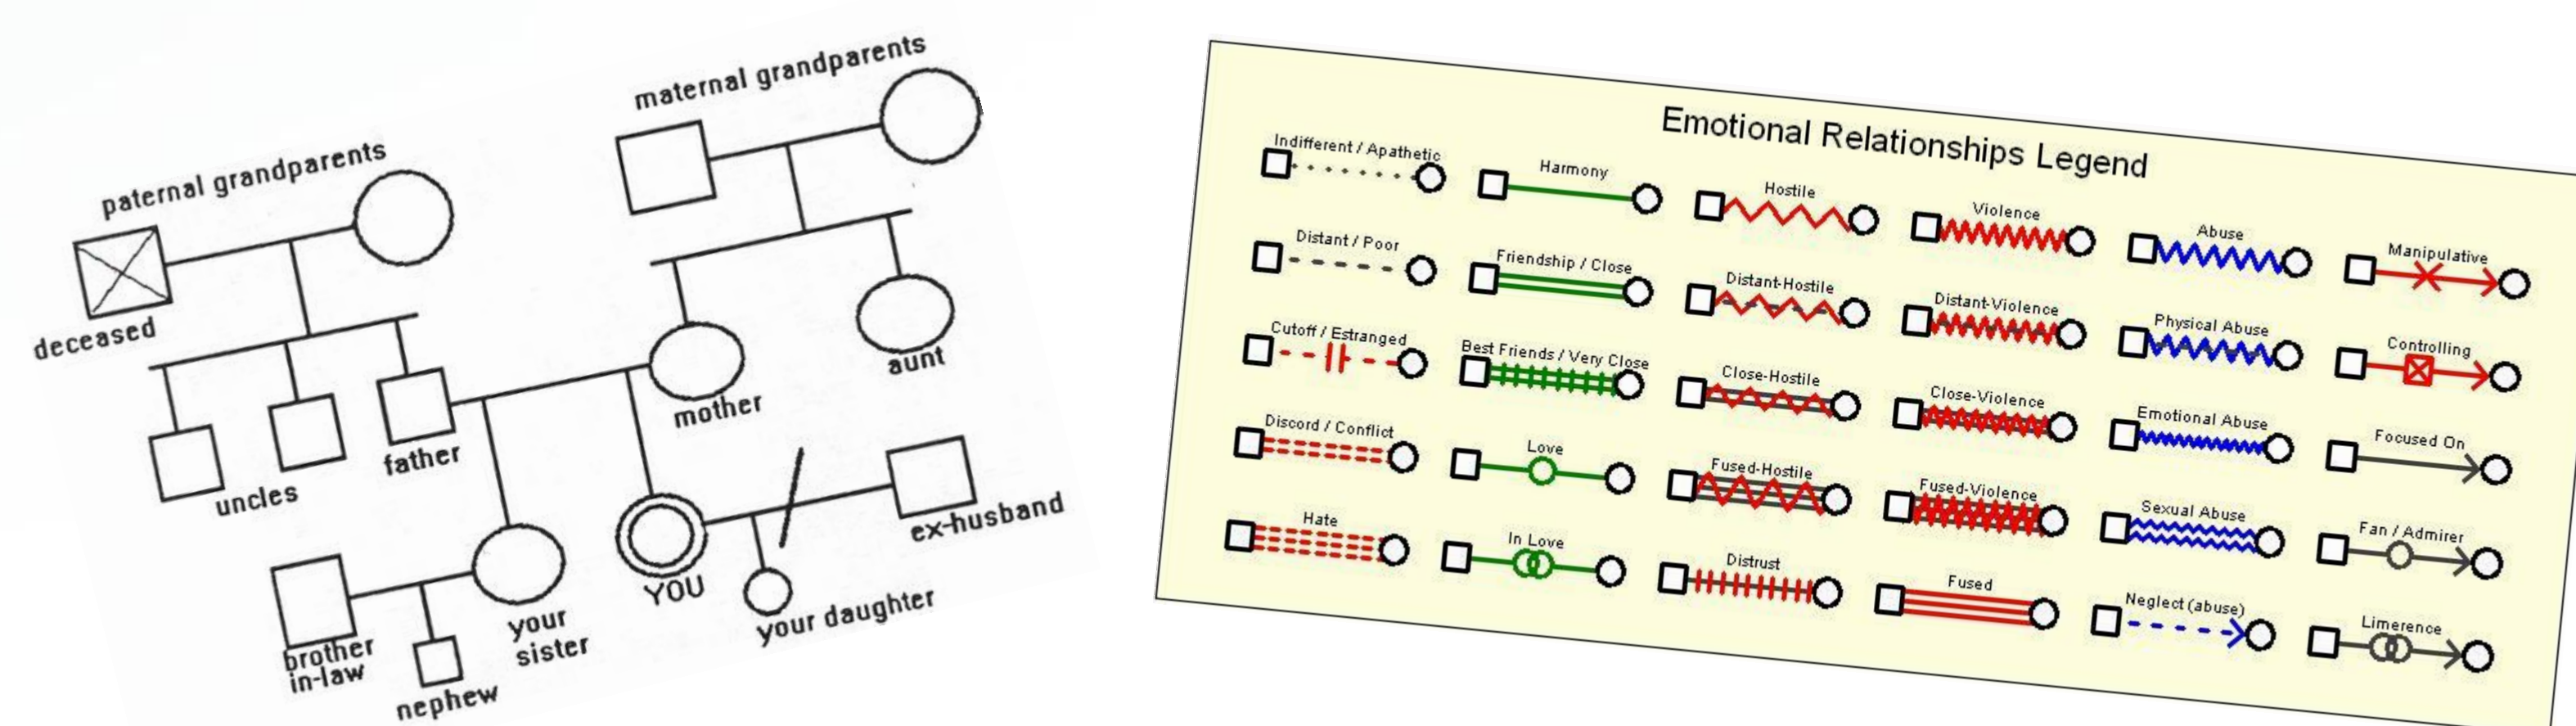 maternal grandparents
paternal grandparents
deceased
uncles
father
mother
aunt
YOU
ex-husband
your daughter
your
sister
brother
in-law
nephew
Emotional Relationships Legend
Indifferent / Apathetic
Harmony
Hostile
Violence
Abuse
Manipulative
Distant / Poor
Friendship / Close
Distant-Hostile
Distant-Violence
Physical Abuse
Controlling
Cutoff / Estranged
Best Friends / Very Close
Close-Hostile
Close-Violence
Emotional Abuse
Focused On
Discord / Conflict
Love
Fused-Hostile
Fused-Violence
Sexual Abuse
Fan / Admirer
Hate
In Love
Distrust
Fused
Neglect (abuse)
Limerence